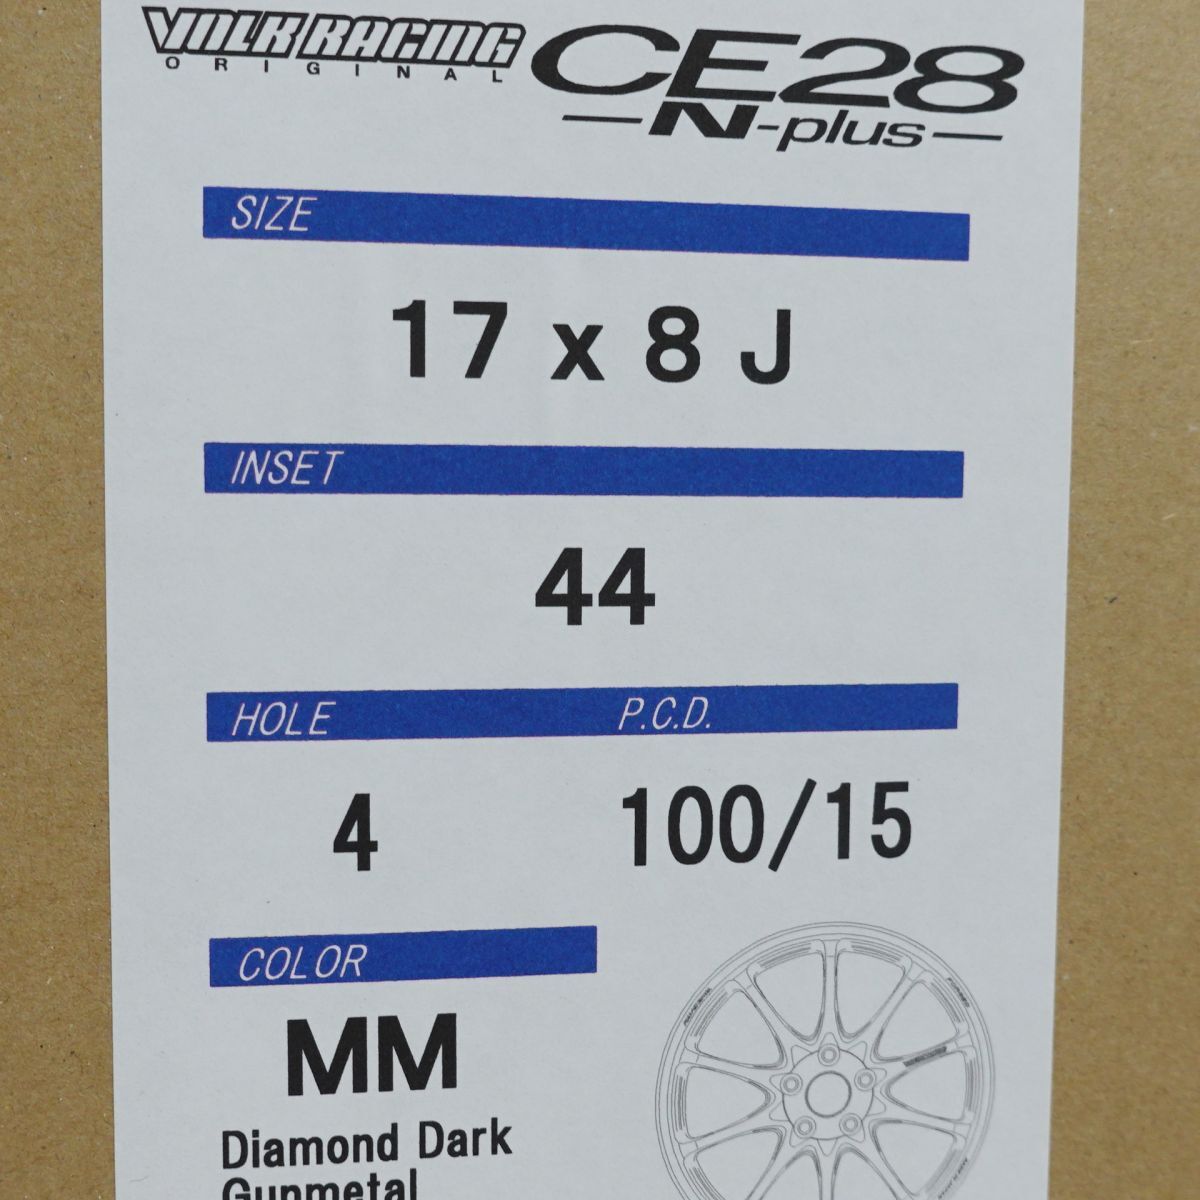 VOLK RACING
ORIGINAL
CE28
N-plus
SIZE
17 x 8 J
INSET
44
HOLE P.C.D.
4 100/15
COLOR
MM
Diamond Dark
Gunmetal